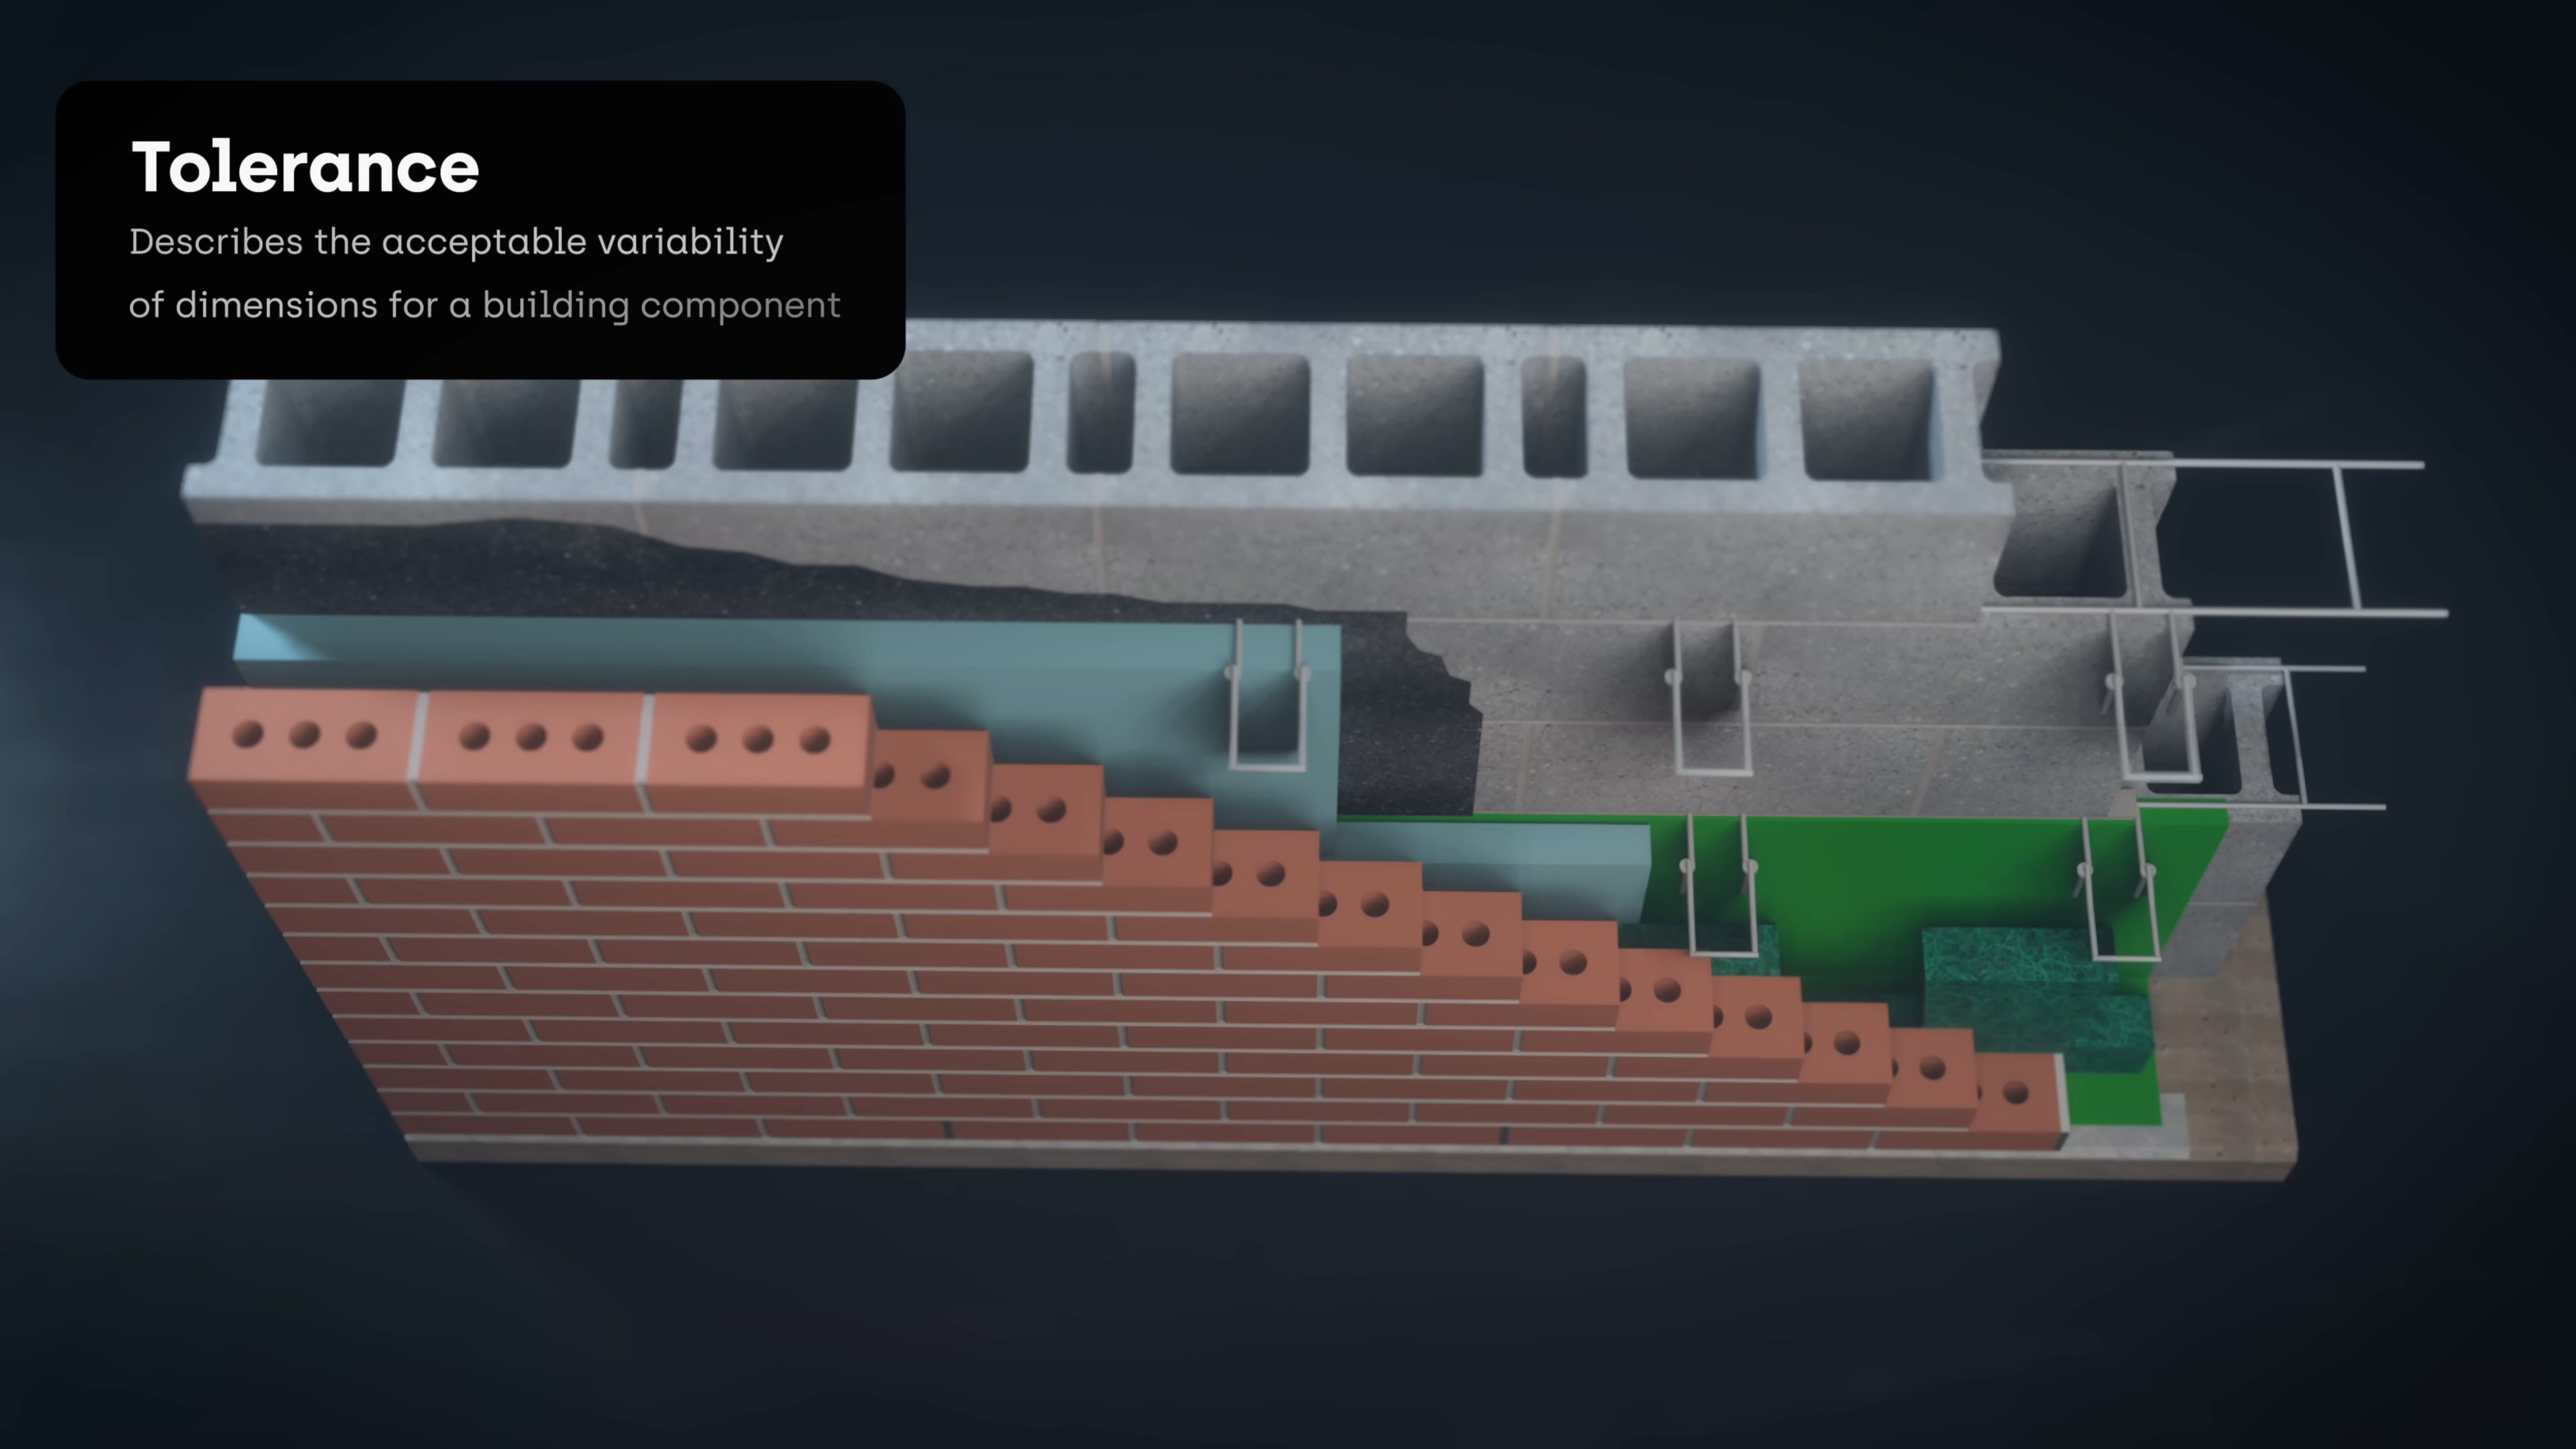 Tolerance
Describes the acceptable variability
of dimensions for a building component